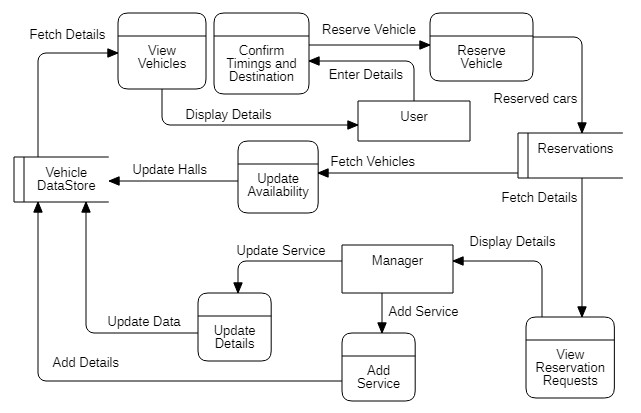 Fetch Details
View
Vehicles
Confirm
Timings and
Destination
Reserve Vehicle
Reserve
Vehicle
Enter Details
Display Details
User
Reserved cars
Reservations
Vehicle
DataStore
Update Halls
Update
Availability
Fetch Vehicles
Fetch Details
Update Service
Manager
Display Details
Add Service
Update Data
Update
Details
Add Details
Add
Service
View
Reservation
Requests